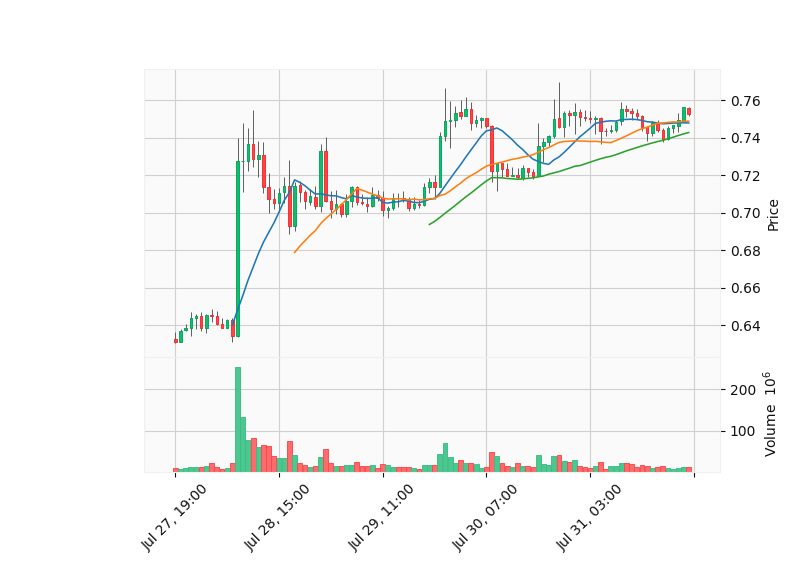 0.76
0.74
0.72
0.70
0.68
0.66
0.64
Price
200
100
Volume 10⁶
Jul 27, 19:00
Jul 28, 15:00
Jul 29, 11:00
Jul 30, 07:00
Jul 31, 03:00